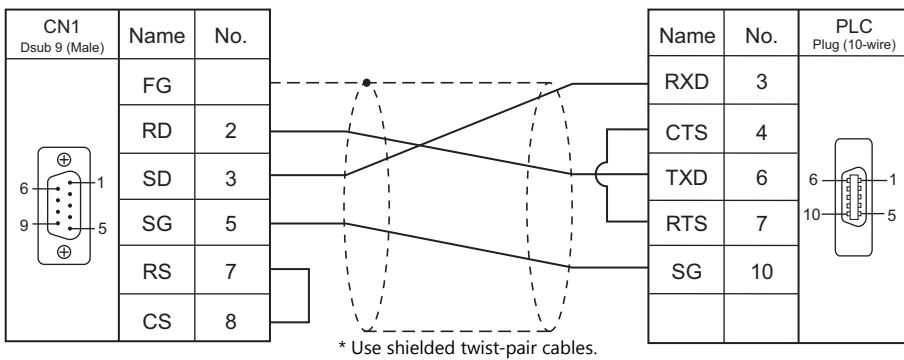 CN1
Dsub 9 (Male)
Name No.
FG
RD 2
SD 3
SG 5
RS 7
CS 8
6 1
9 5
Name No.
PLC
Plug (10-wire)
RXD 3
CTS 4
TXD 6
RTS 7
SG 10
6 1
10 5
* Use shielded twist-pair cables.